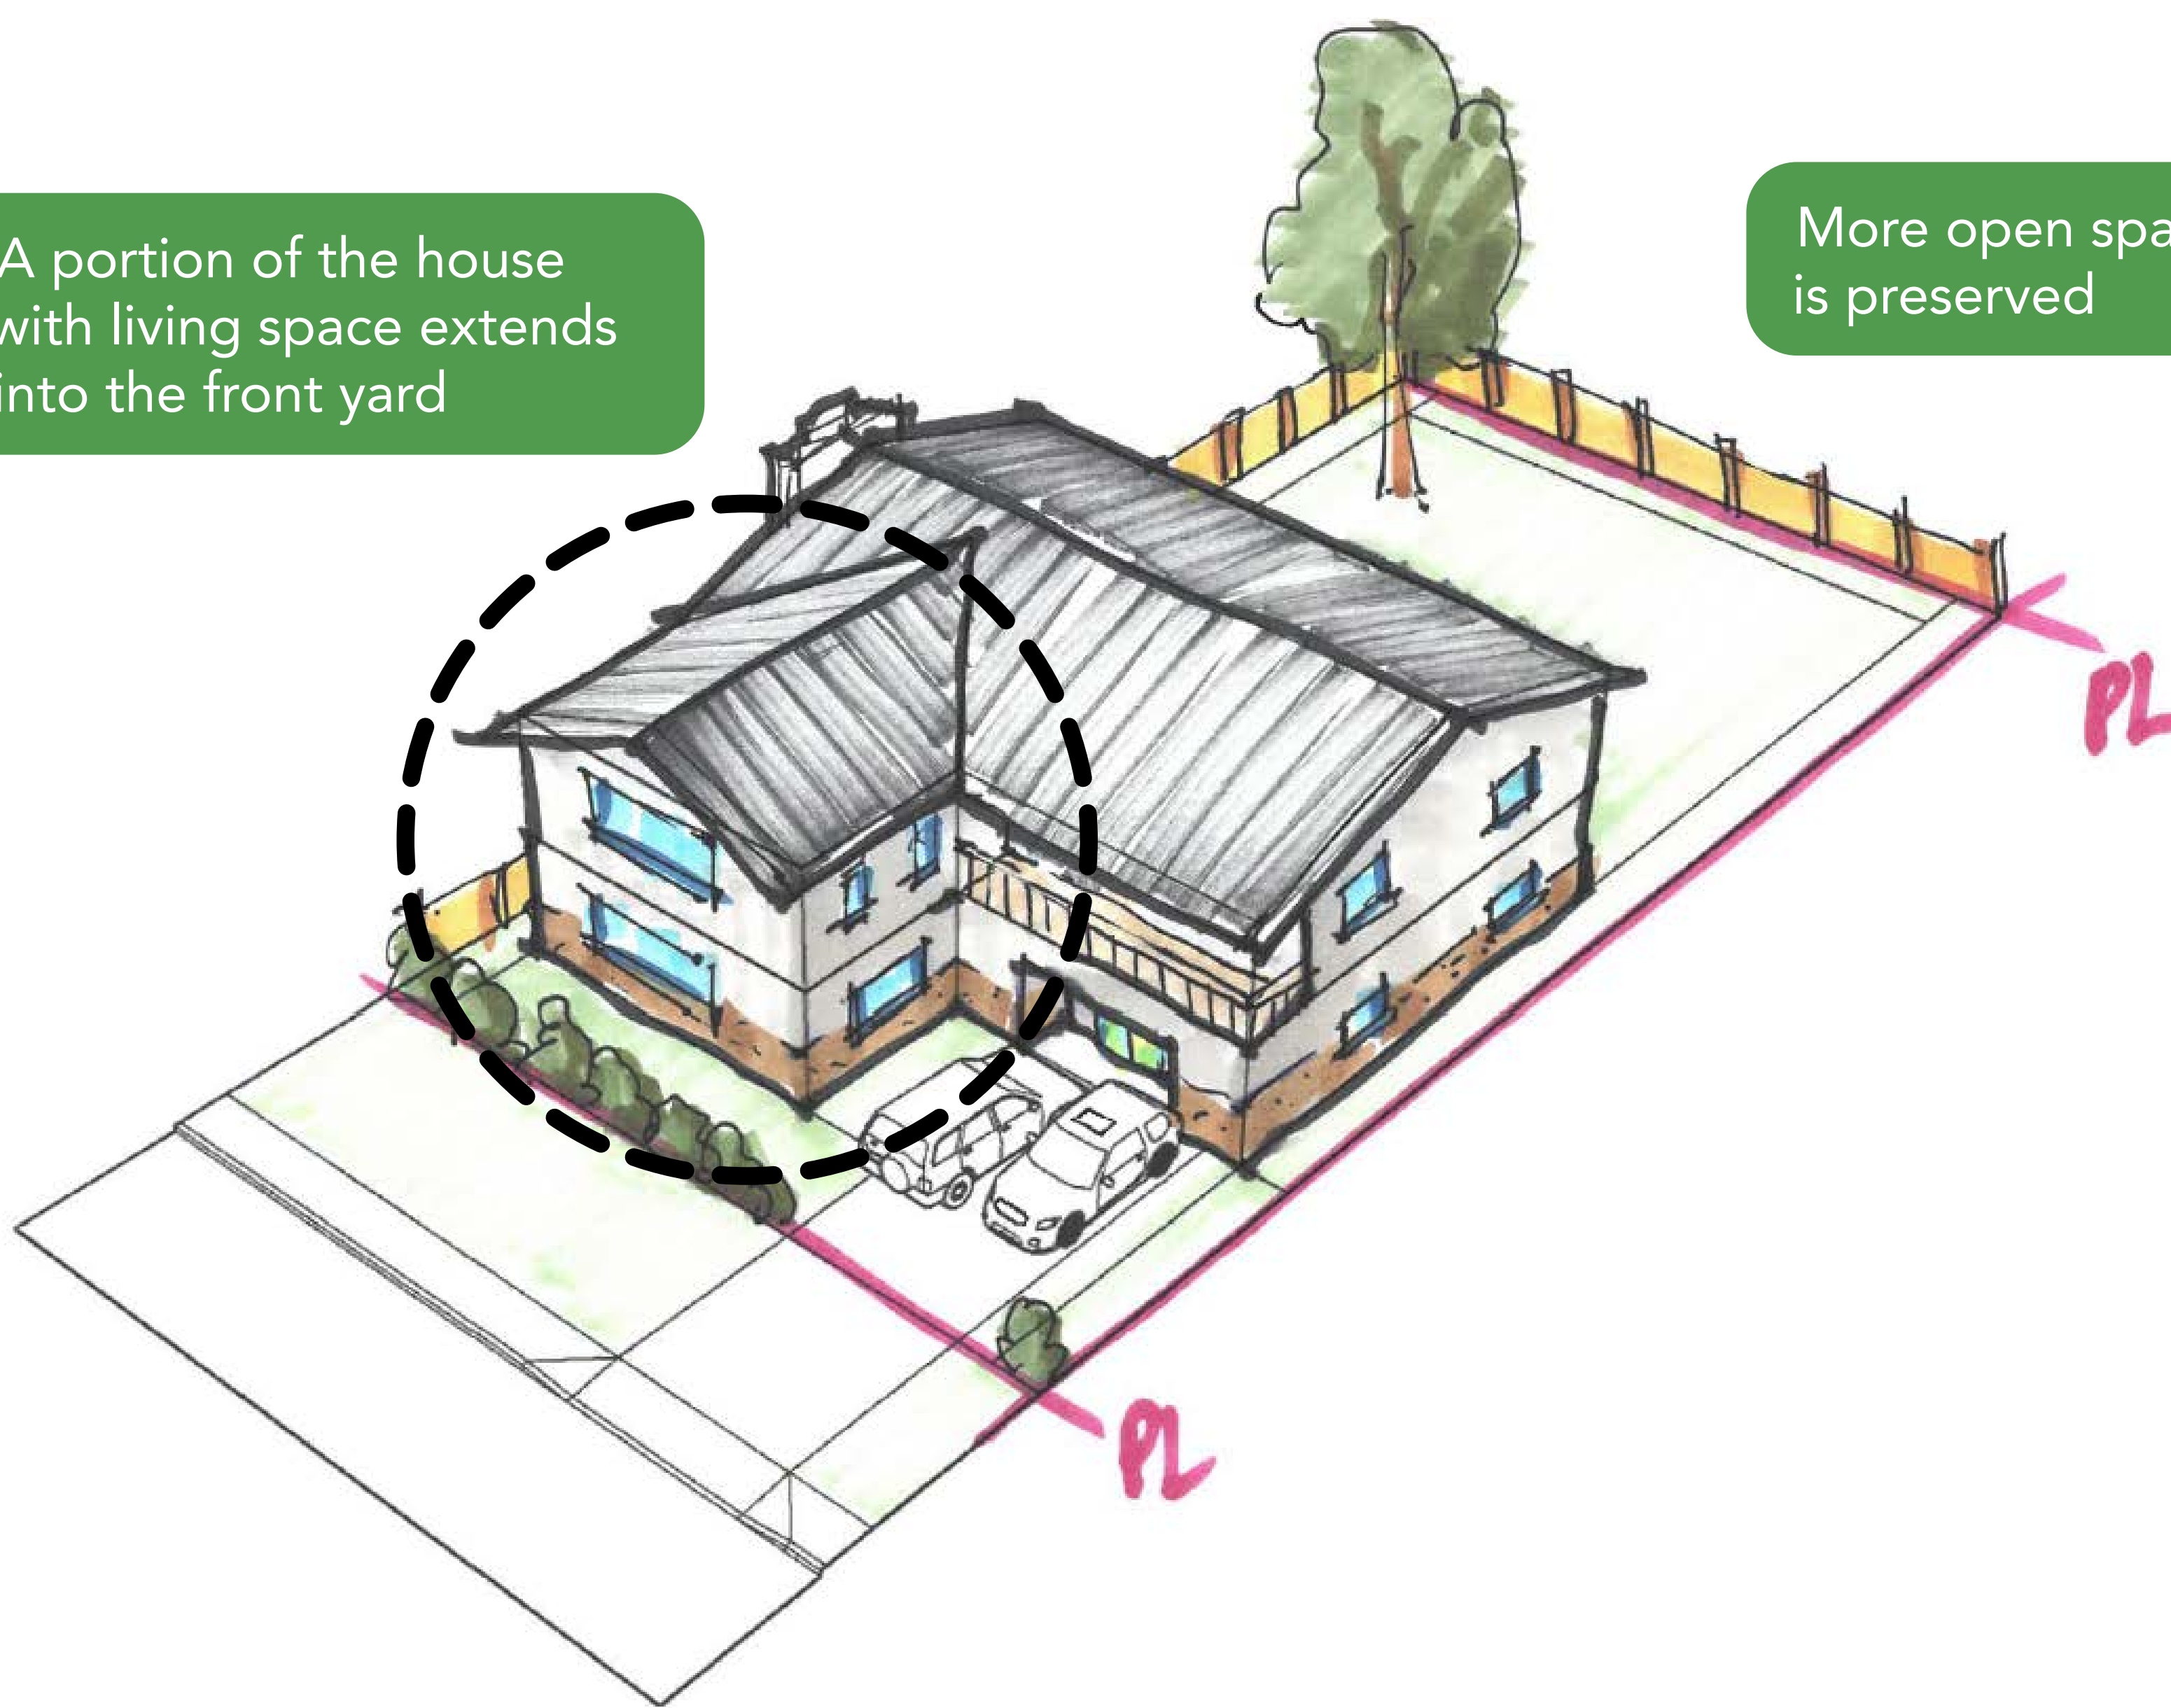 A portion of the house
with living space extends
into the front yard
More open spa
is preserved
PL
PL